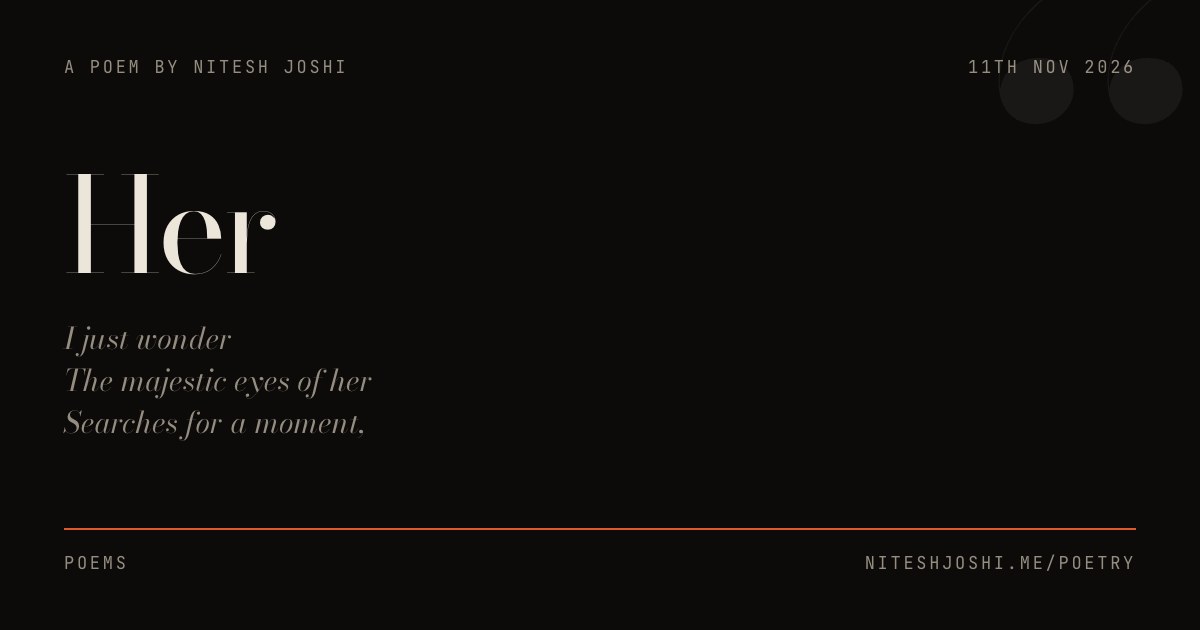 A POEM BY NITESH JOSHI
11TH NOV 2026
Her
I just wonder
The majestic eyes of her
Searches for a moment,
POEMS
NITESHJOSHI.ME/POETRY